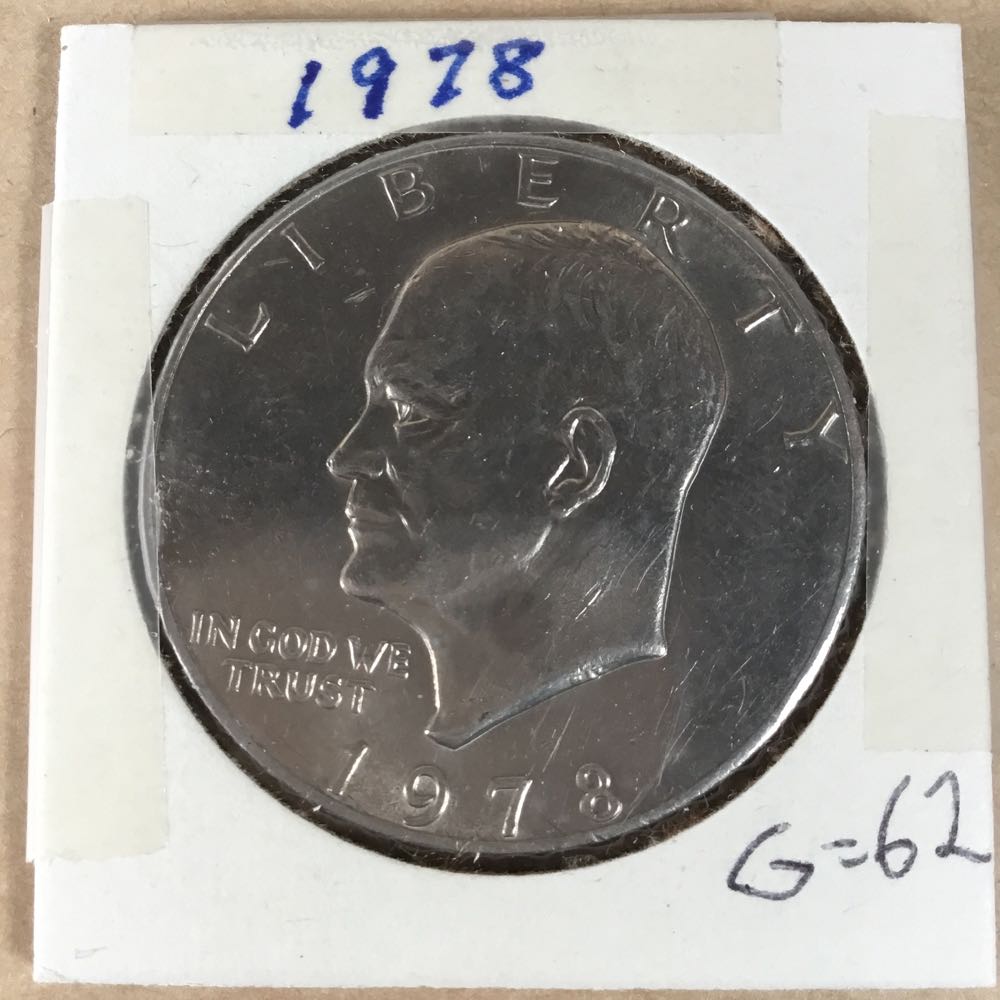 1978
LIBERTY
IN GOD WE
TRUST
1978
G=62